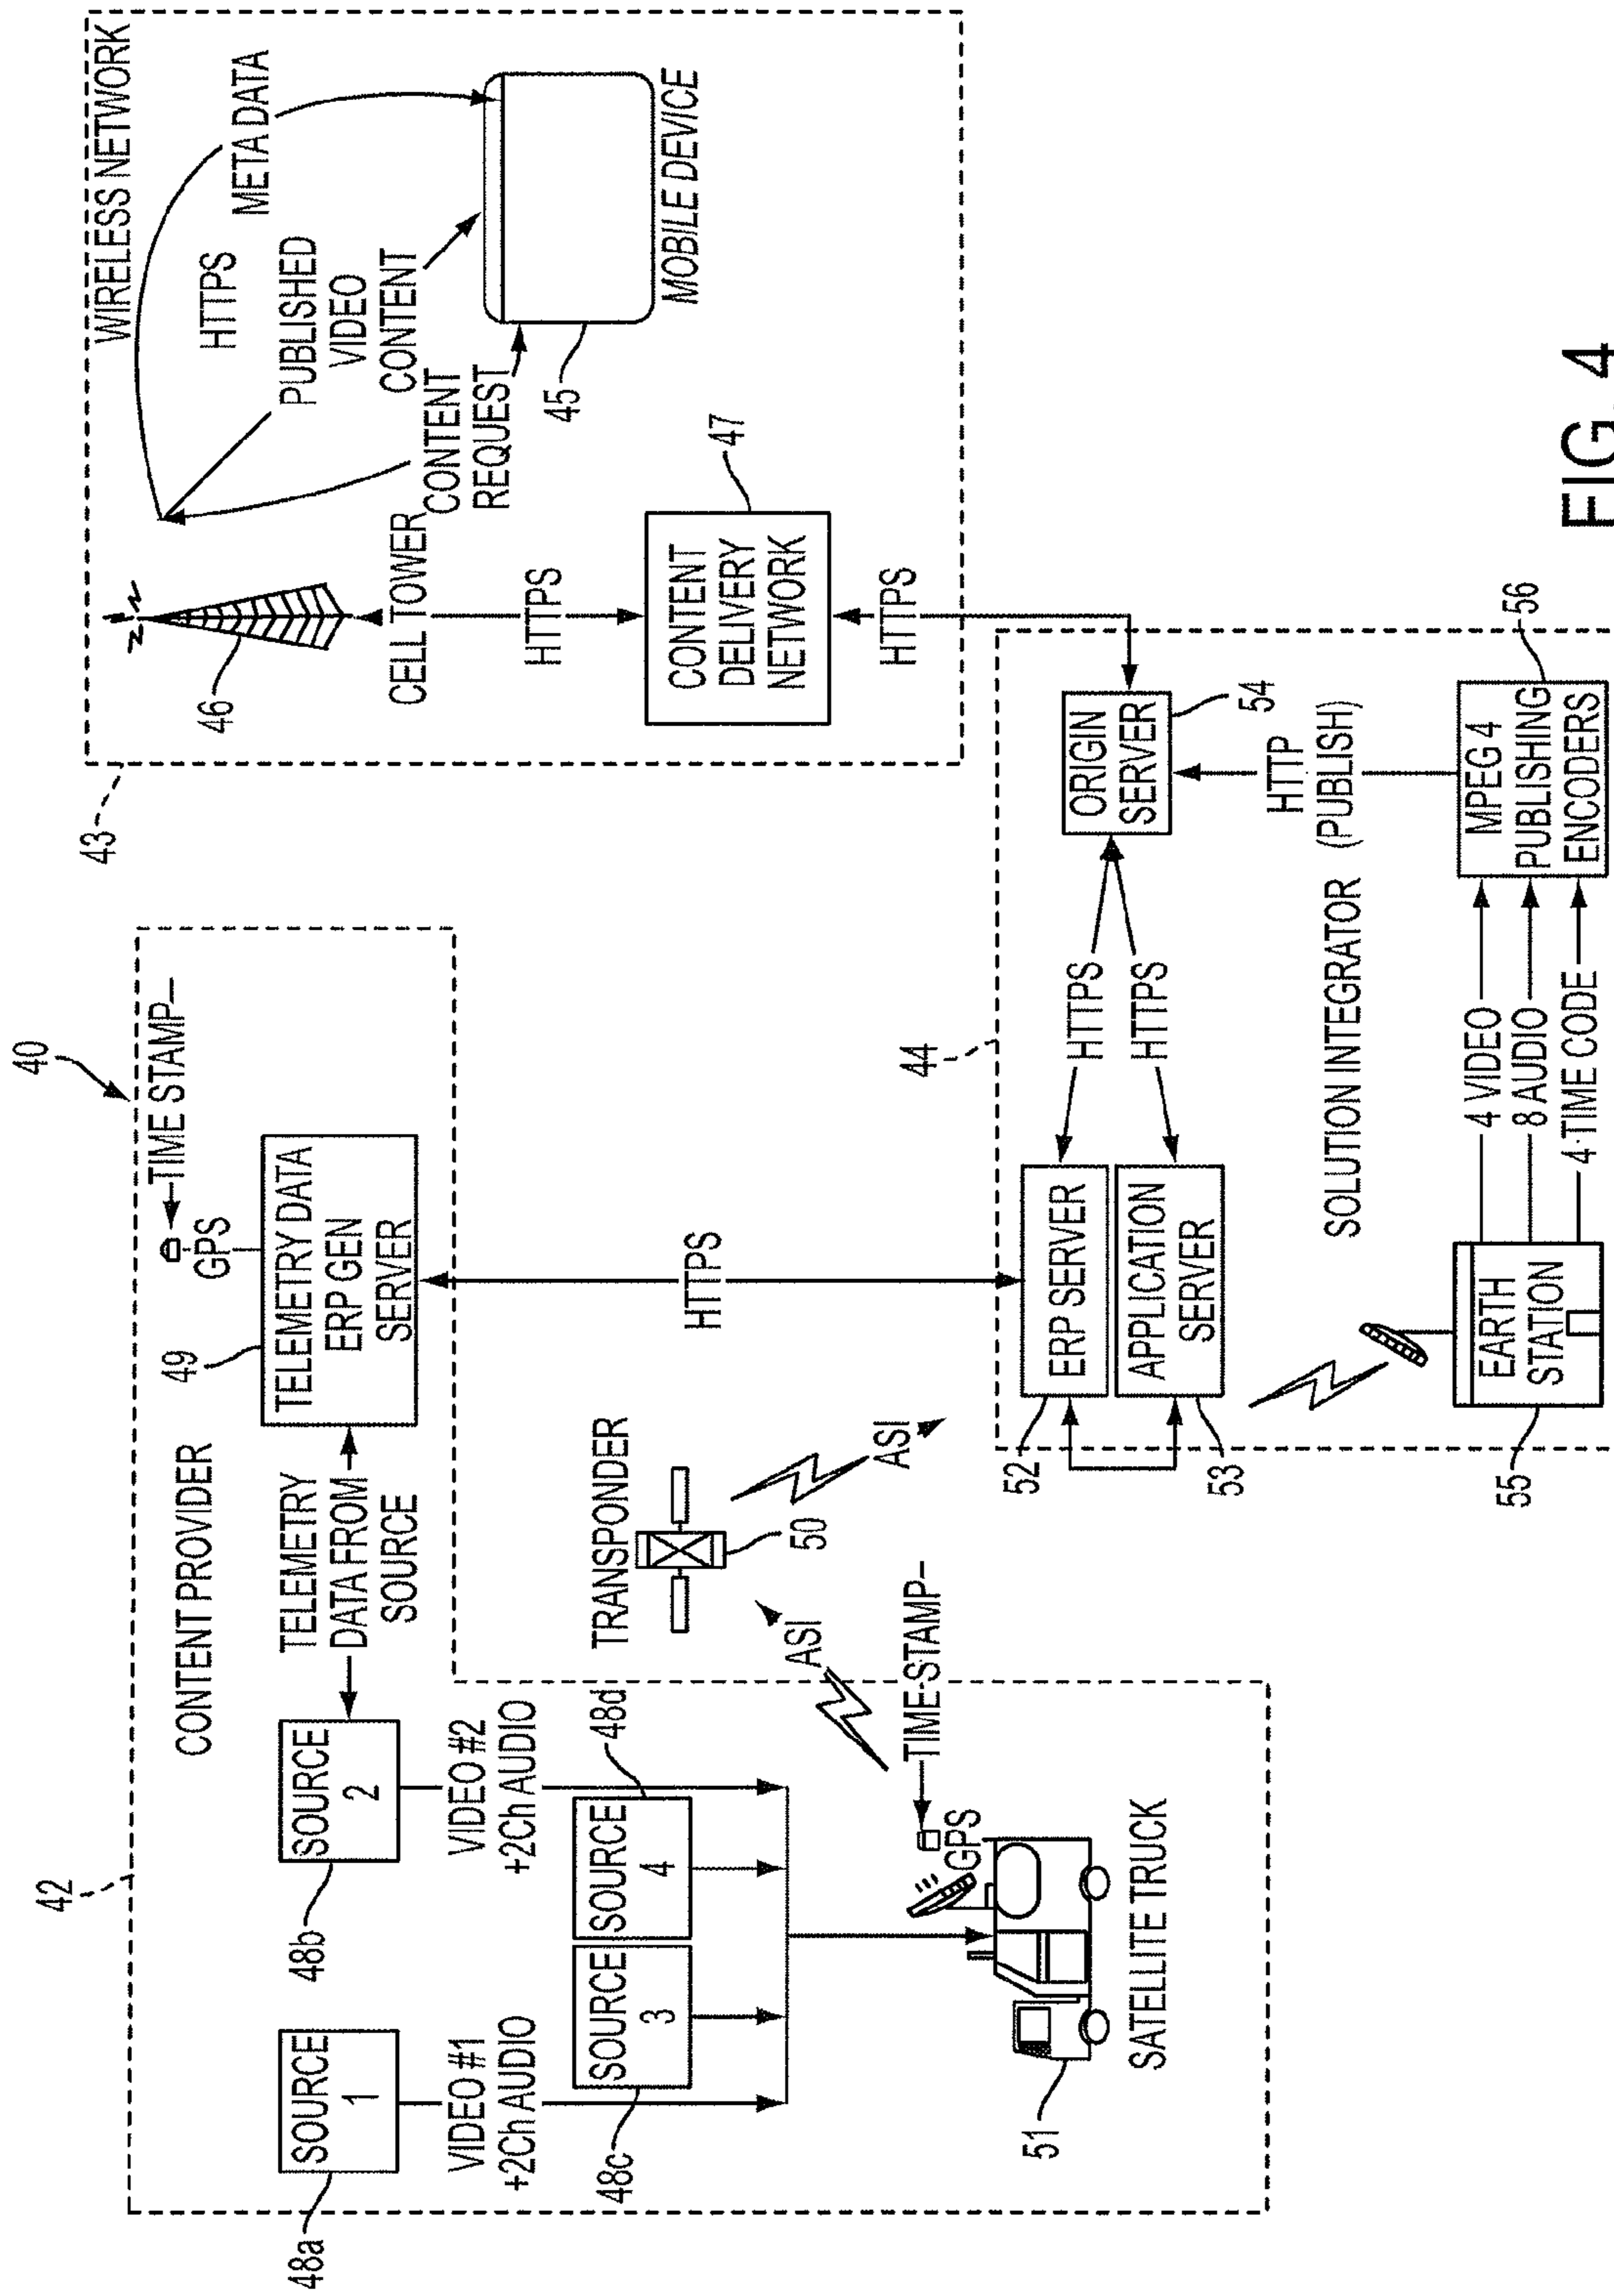 40
42
CONTENT PROVIDER
48a
SOURCE
1
48b
SOURCE
2
TELEMETRY
DATA FROM
SOURCE
49
TELEMETRY DATA
ERP GEN
SERVER
GPS
TIME STAMP
VIDEO #1
+2Ch AUDIO
VIDEO #2
+2Ch AUDIO
48c
SOURCE
3
SOURCE
4
48d
51
SATELLITE TRUCK
GPS
TIME-STAMP
ASI
TRANSPONDER
50
ASI
HTTPS
43
WIRELESS NETWORK
46
CELL TOWER
HTTPS
META DATA
HTTPS
PUBLISHED
VIDEO
CONTENT
CONTENT
REQUEST
45
MOBILE DEVICE
47
CONTENT
DELIVERY
NETWORK
HTTPS
44
52
ERP SERVER
APPLICATION
SERVER
53
HTTPS
HTTPS
ORIGIN
SERVER
54
HTTP
(PUBLISH)
SOLUTION INTEGRATOR
55
EARTH
STATION
4 VIDEO
8 AUDIO
4 TIME CODE
MPEG 4
PUBLISHING
ENCODERS
56
FIG. 4